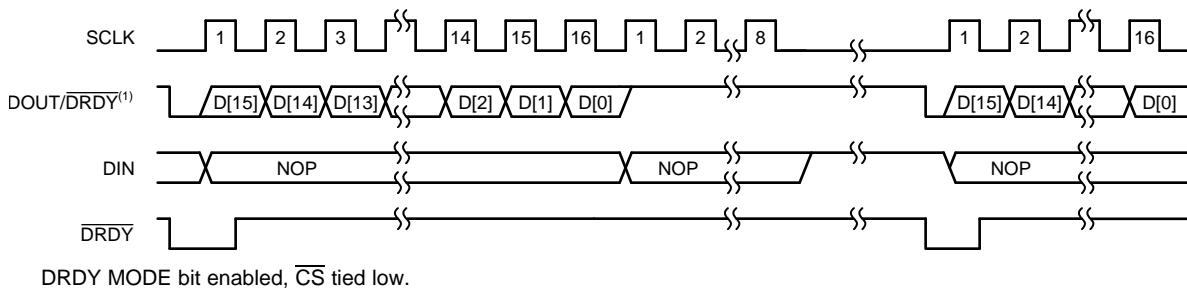 SCLK 1 2 3 14 15 16 1 2 8 1 2 16
DOUT/DRDY(1) D[15] D[14] D[13] D[2] D[1] D[0] D[15] D[14] D[0]
DIN NOP NOP NOP
DRDY
DRDY MODE bit enabled, CS tied low.